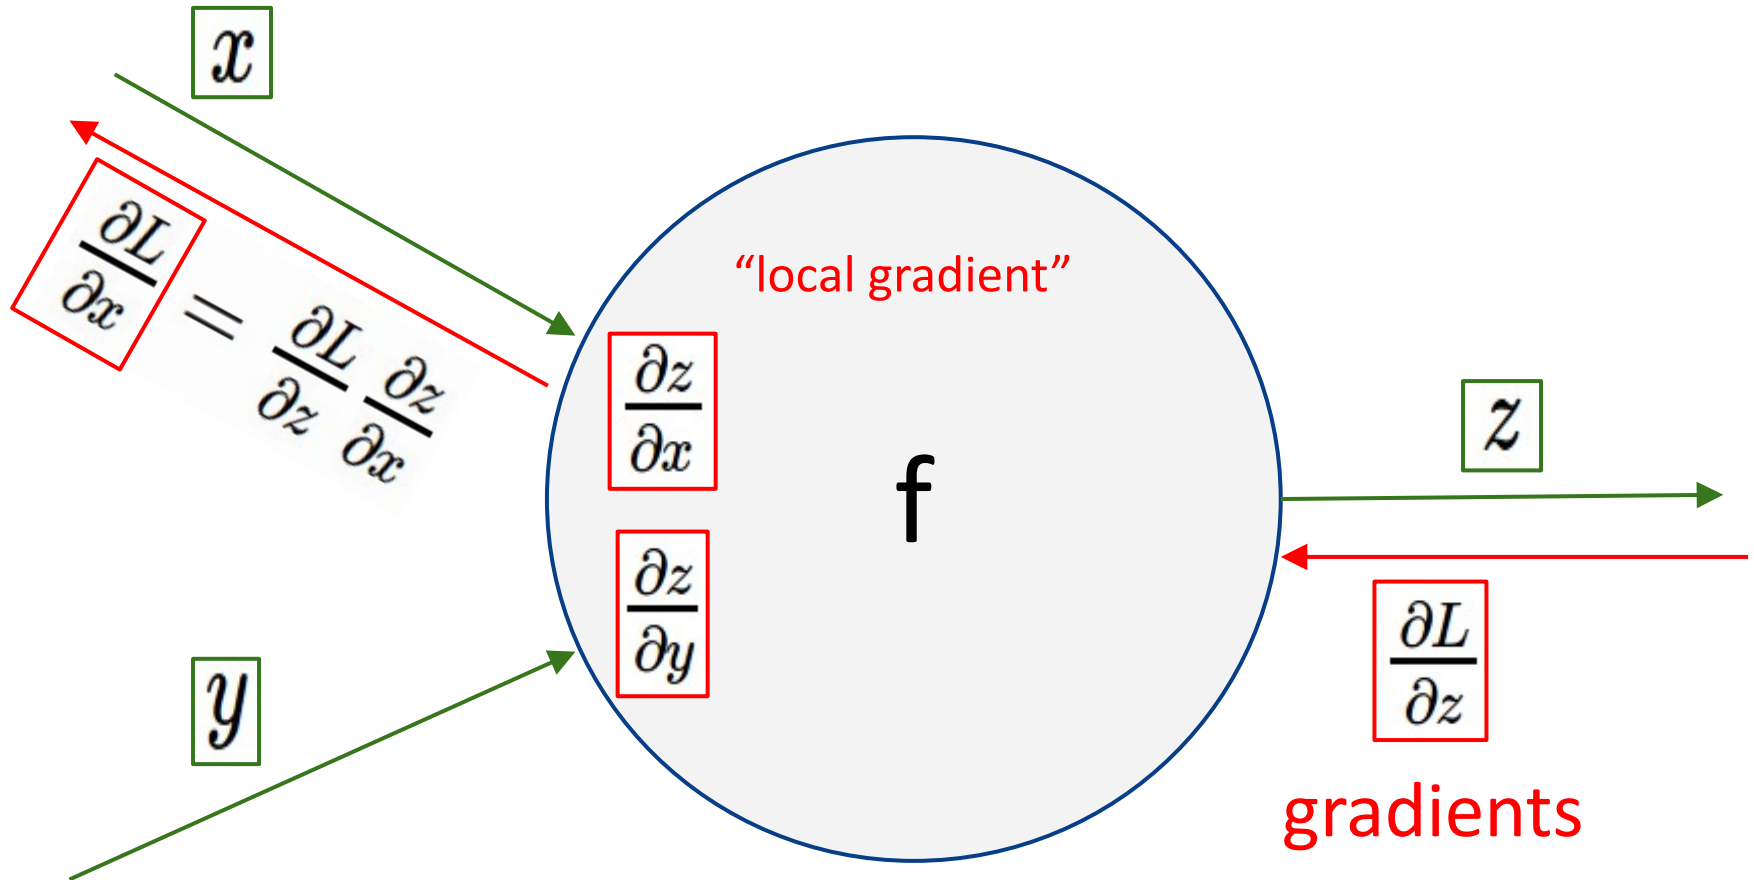 x
∂L/∂x = ∂L/∂z ∂z/∂x
“local gradient”
∂z/∂x
f
∂z/∂y
y
z
∂L/∂z
gradients